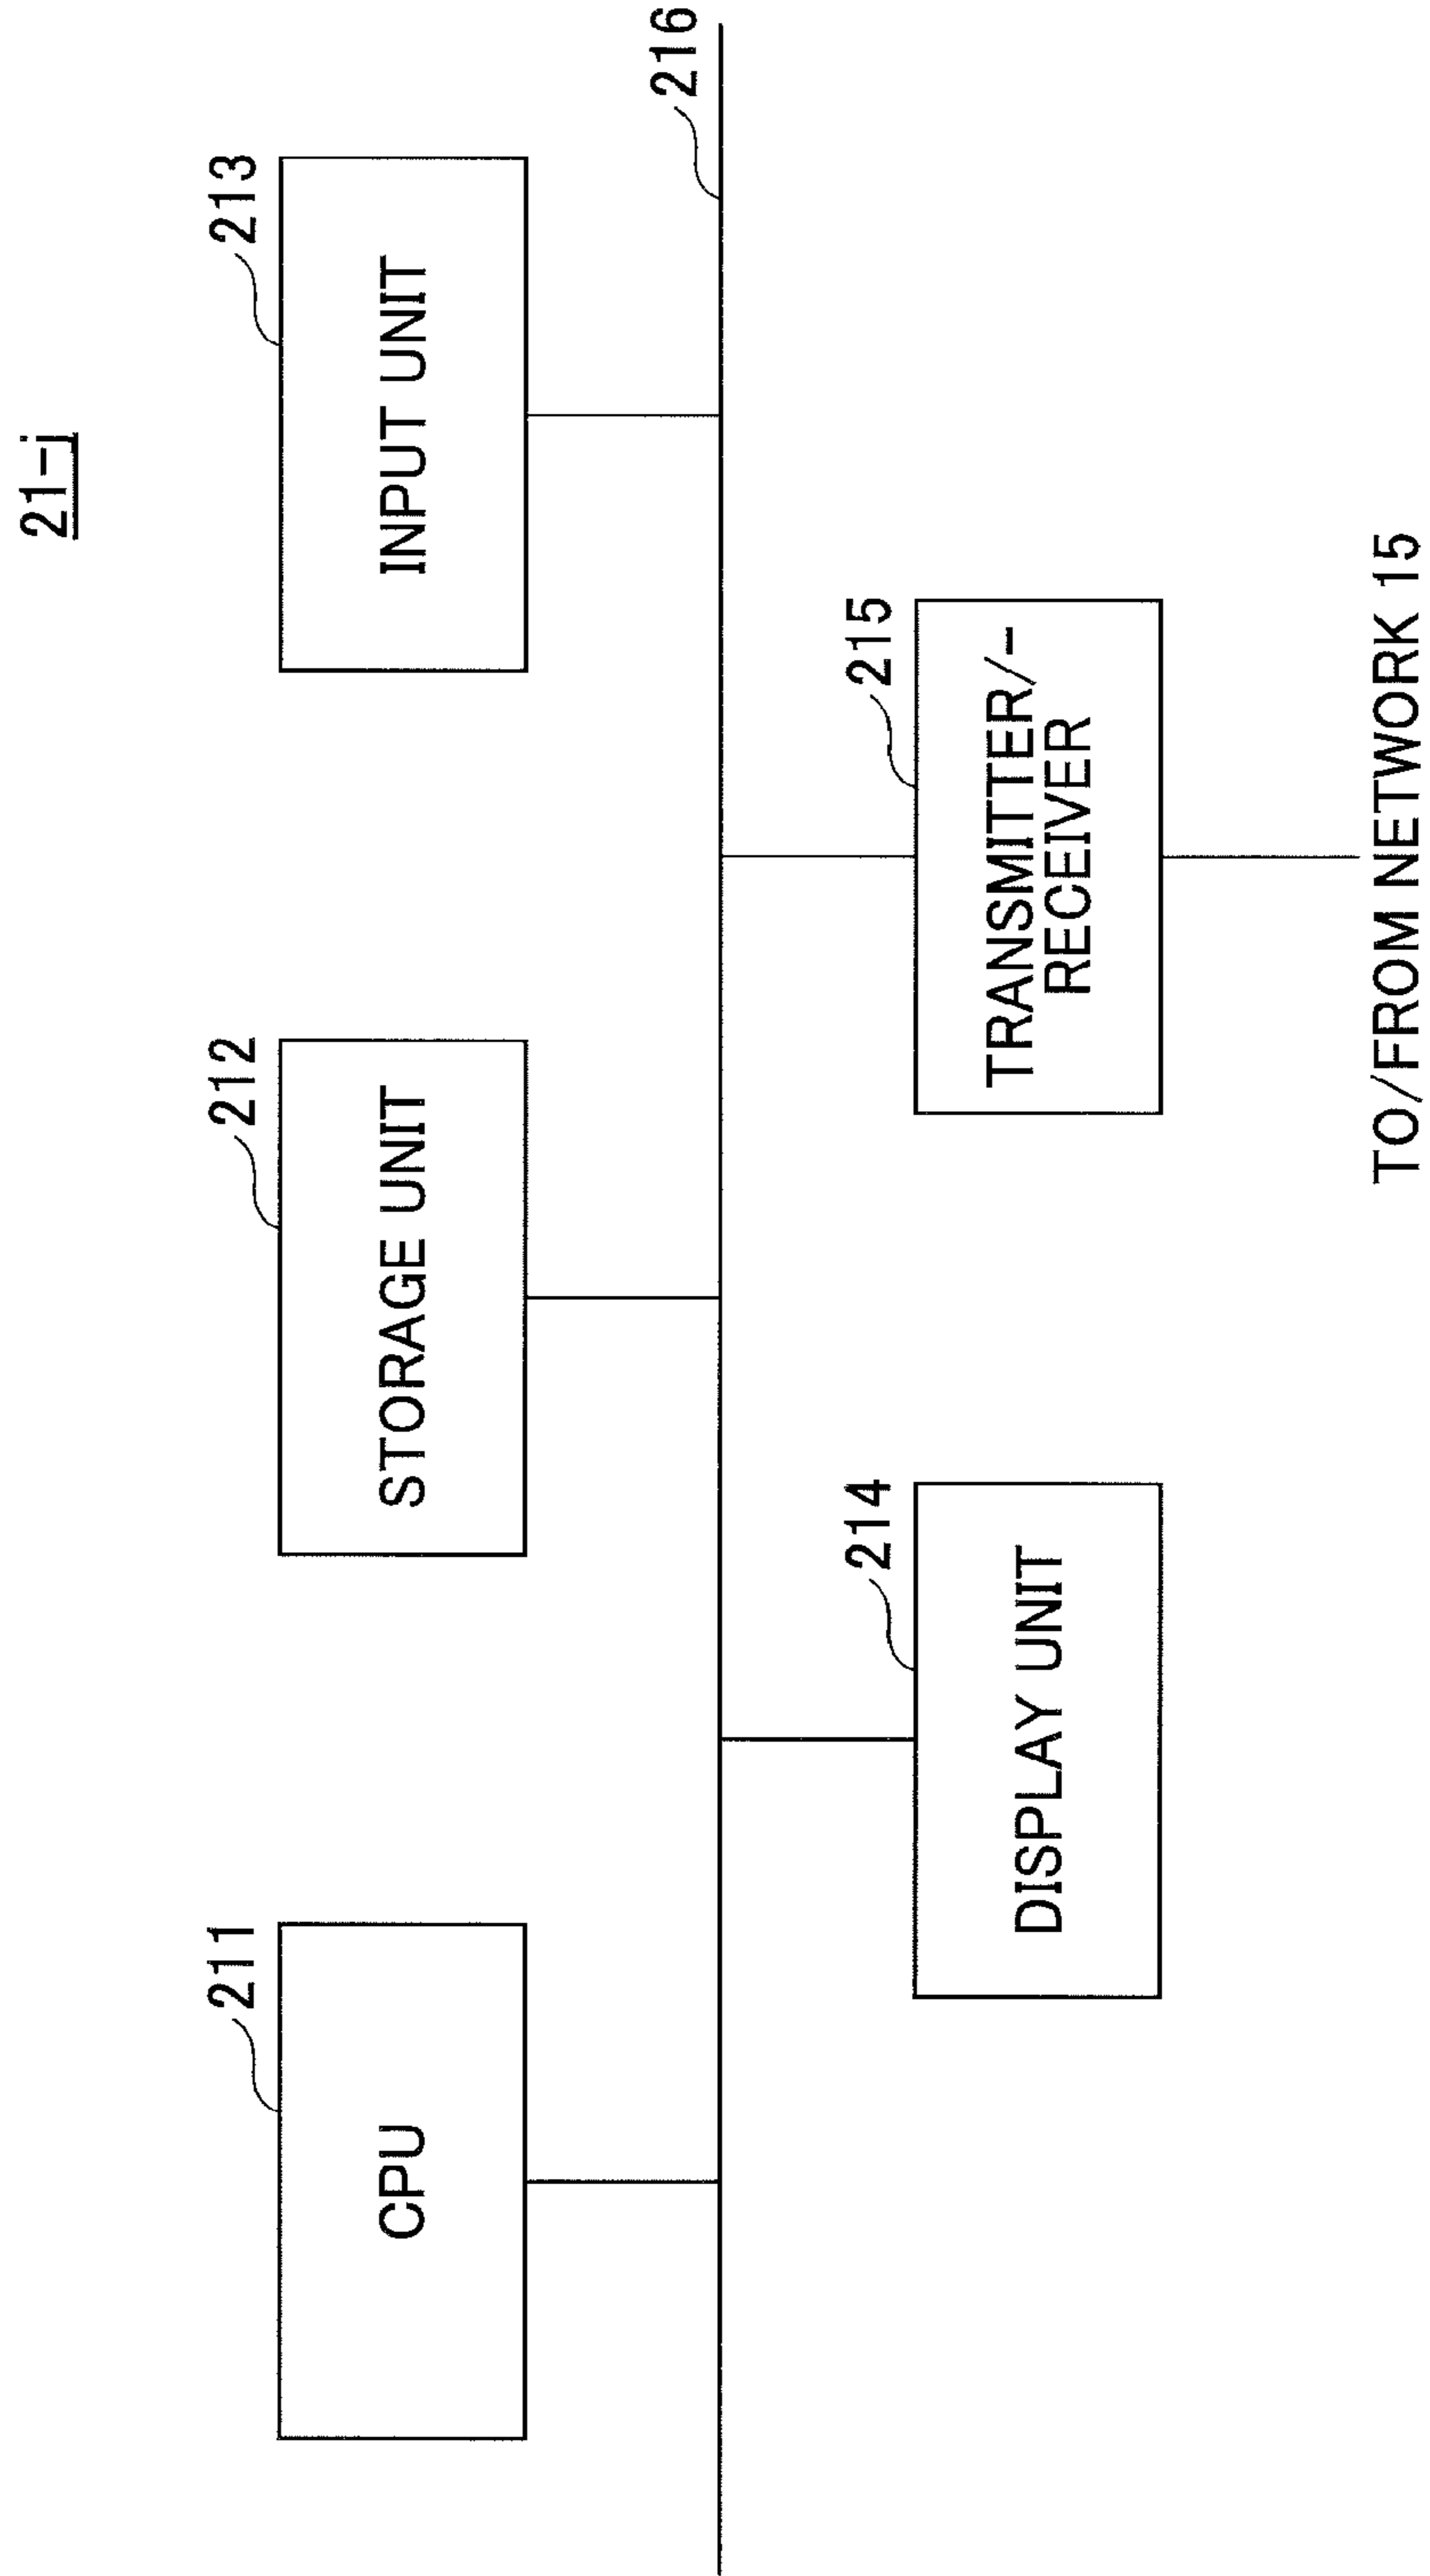 21-j
211
CPU
212
STORAGE UNIT
213
INPUT UNIT
216
214
DISPLAY UNIT
215
TRANSMITTER/-
RECEIVER
TO/FROM NETWORK 15